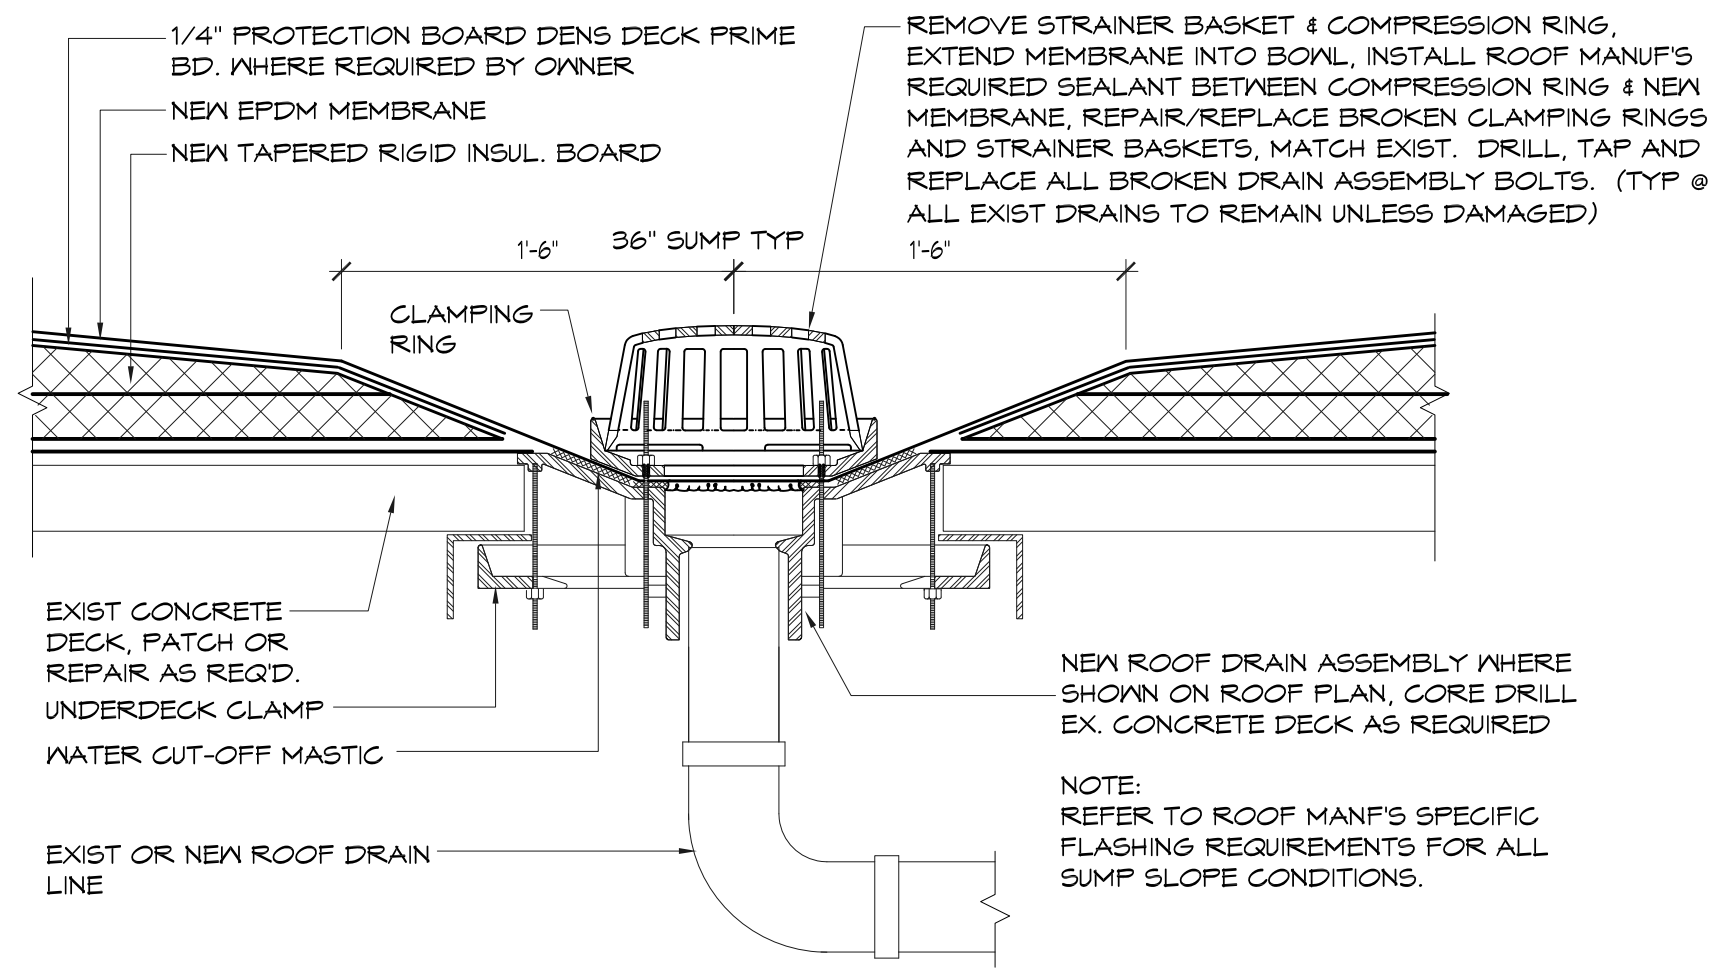 1/4" PROTECTION BOARD DENS DECK PRIME
BD. WHERE REQUIRED BY OWNER
NEW EPDM MEMBRANE
NEW TAPERED RIGID INSUL. BOARD
REMOVE STRAINER BASKET & COMPRESSION RING,
EXTEND MEMBRANE INTO BOWL, INSTALL ROOF MANUF'S
REQUIRED SEALANT BETWEEN COMPRESSION RING & NEW
MEMBRANE, REPAIR/REPLACE BROKEN CLAMPING RINGS
AND STRAINER BASKETS, MATCH EXIST. DRILL, TAP AND
REPLACE ALL BROKEN DRAIN ASSEMBLY BOLTS. (TYP @
ALL EXIST DRAINS TO REMAIN UNLESS DAMAGED)
1'-6"
36" SUMP TYP
1'-6"
CLAMPING
RING
EXIST CONCRETE
DECK, PATCH OR
REPAIR AS REQ'D.
UNDERDECK CLAMP
WATER CUT-OFF MASTIC
EXIST OR NEW ROOF DRAIN
LINE
NEW ROOF DRAIN ASSEMBLY WHERE
SHOWN ON ROOF PLAN, CORE DRILL
EX. CONCRETE DECK AS REQUIRED
NOTE:
REFER TO ROOF MANF'S SPECIFIC
FLASHING REQUIREMENTS FOR ALL
SUMP SLOPE CONDITIONS.